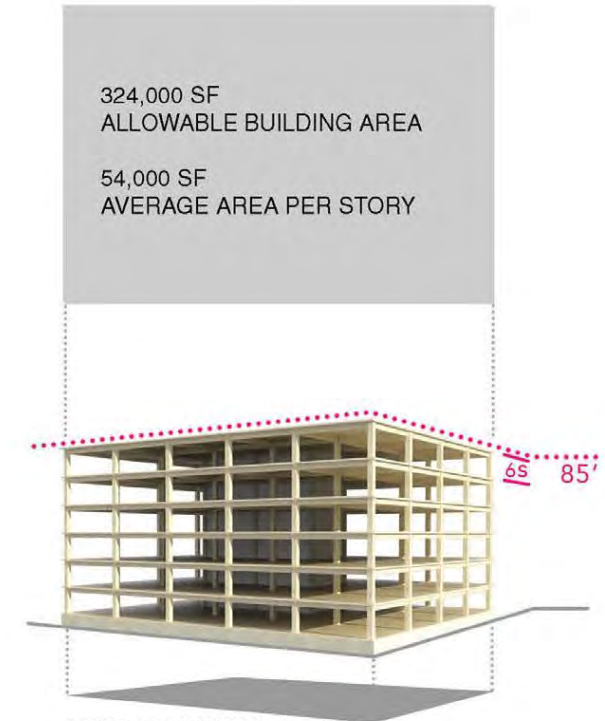 324,000 SF
ALLOWABLE BUILDING AREA
54,000 SF
AVERAGE AREA PER STORY
6s 85'